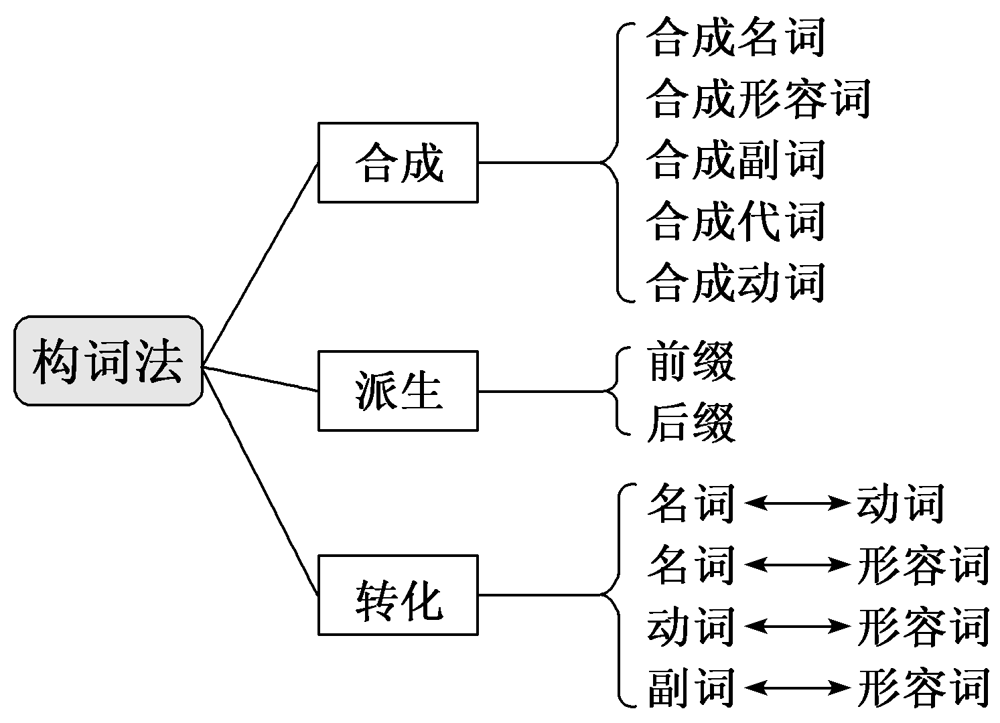 构词法
合成
合成名词
合成形容词
合成副词
合成代词
合成动词
派生
前缀
后缀
转化
名词 动词
名词 形容词
动词 形容词
副词 形容词